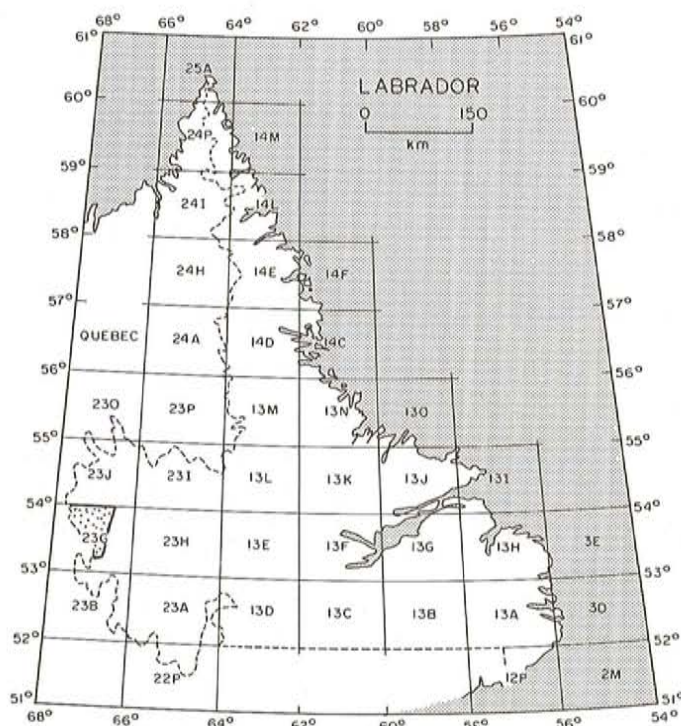 68° 66° 64° 62° 60° 58° 56° 54°
61° 61°
25A
LABRADOR
60° 60°
0 150
km
24P 14M
59° 59°
24I 14L
58° 58°
24H 14E 14F
57° 57°
QUEBEC 24A 14D 14C
56° 56°
23O 23P 13M 13N 13O
55° 55°
23J 23I 13L 13K 13J 13I
54° 54°
23G 23H 13E 13F 13G 13H 3E
53° 53°
23B 23A 13D 13C 13B 13A 3D
52° 52°
22P 12P 2M
51° 51°
68° 66° 64° 62° 60° 58° 56° 54°